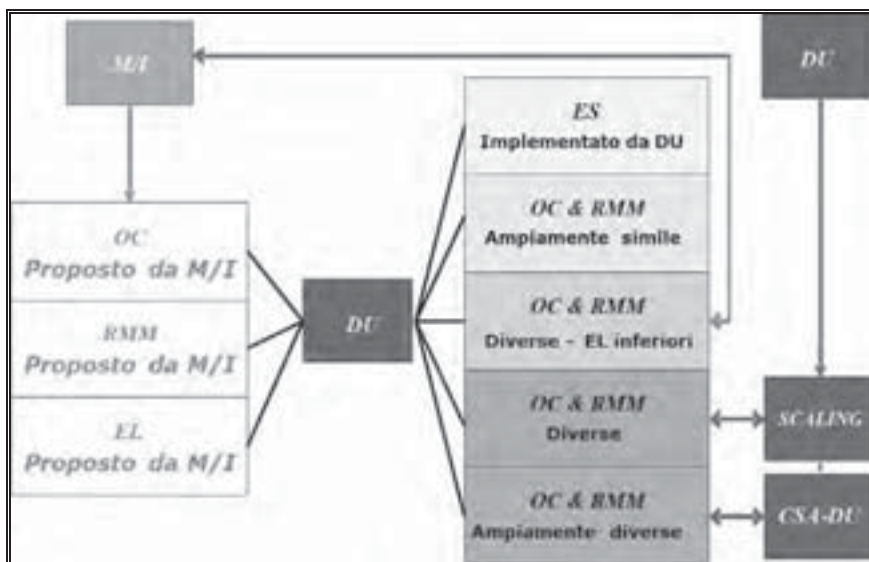 M/I
DU
OC
Proposto da M/I
RMM
Proposto da M/I
EL
Proposto da M/I
DU
ES
Implementato da DU
OC & RMM
Ampiamente simile
OC & RMM
Diverse - EL inferiori
OC & RMM
Diverse
OC & RMM
Ampiamente diverse
SCALING
CSA-DU